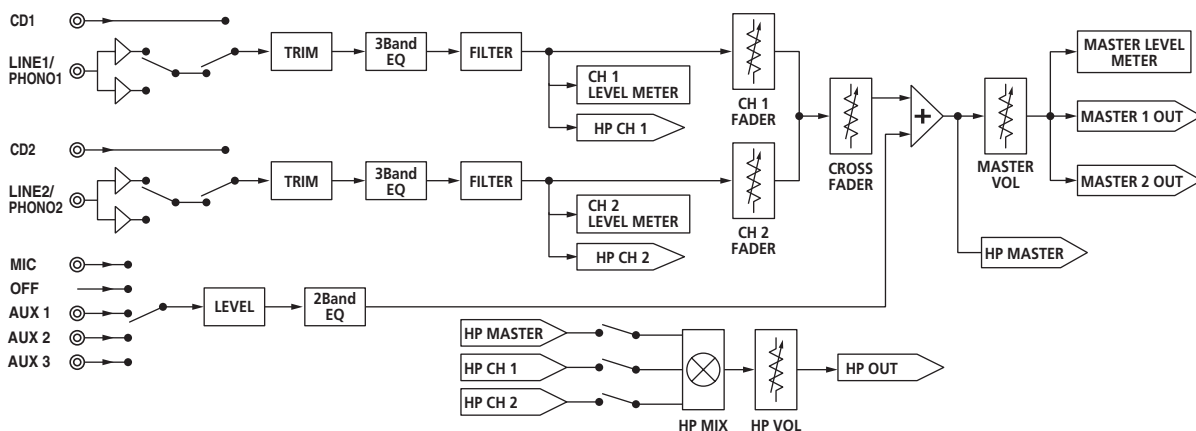 CD1
LINE1/
PHONO1
TRIM
3Band
EQ
FILTER
CH 1
LEVEL METER
HP CH 1
CH 1
FADER
CD2
LINE2/
PHONO2
TRIM
3Band
EQ
FILTER
CH 2
LEVEL METER
HP CH 2
CH 2
FADER
CROSS
FADER
+
MASTER
VOL
MASTER LEVEL
METER
MASTER 1 OUT
MASTER 2 OUT
HP MASTER
MIC
OFF
AUX 1
AUX 2
AUX 3
LEVEL
2Band
EQ
HP MASTER
HP CH 1
HP CH 2
HP MIX
HP VOL
HP OUT